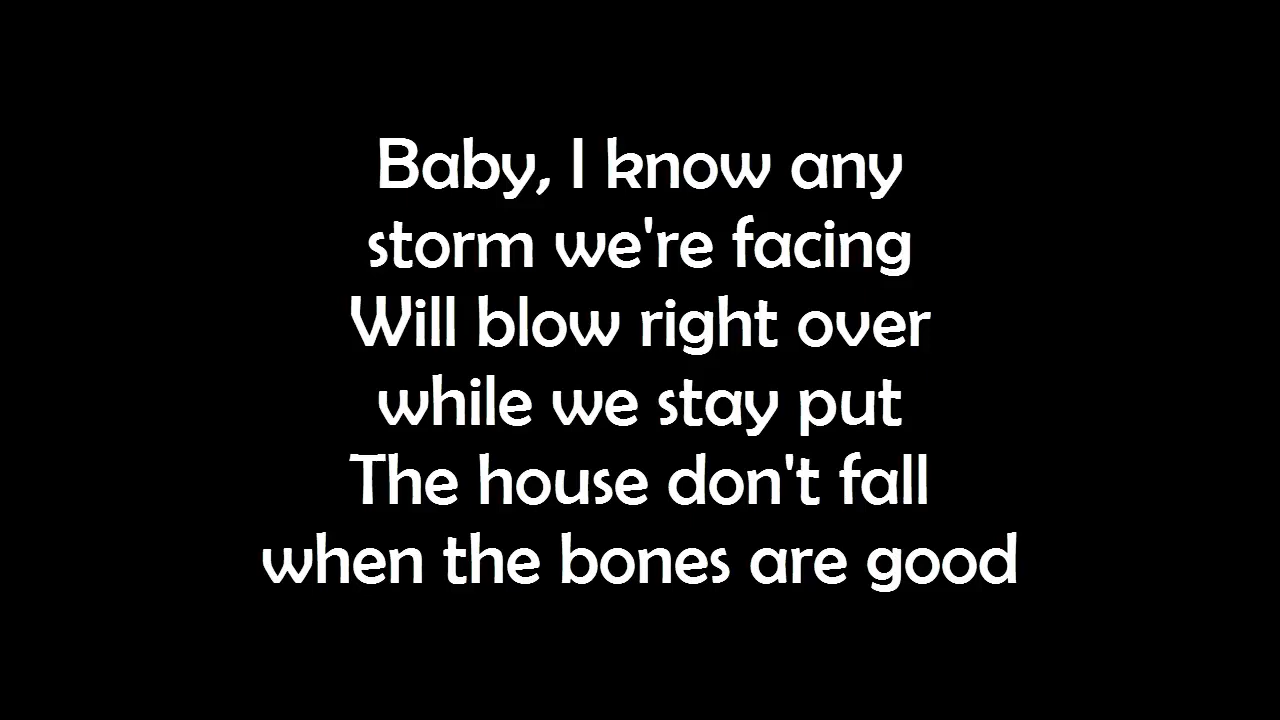 Baby, I know any
storm we're facing
Will blow right over
while we stay put
The house don't fall
when the bones are good